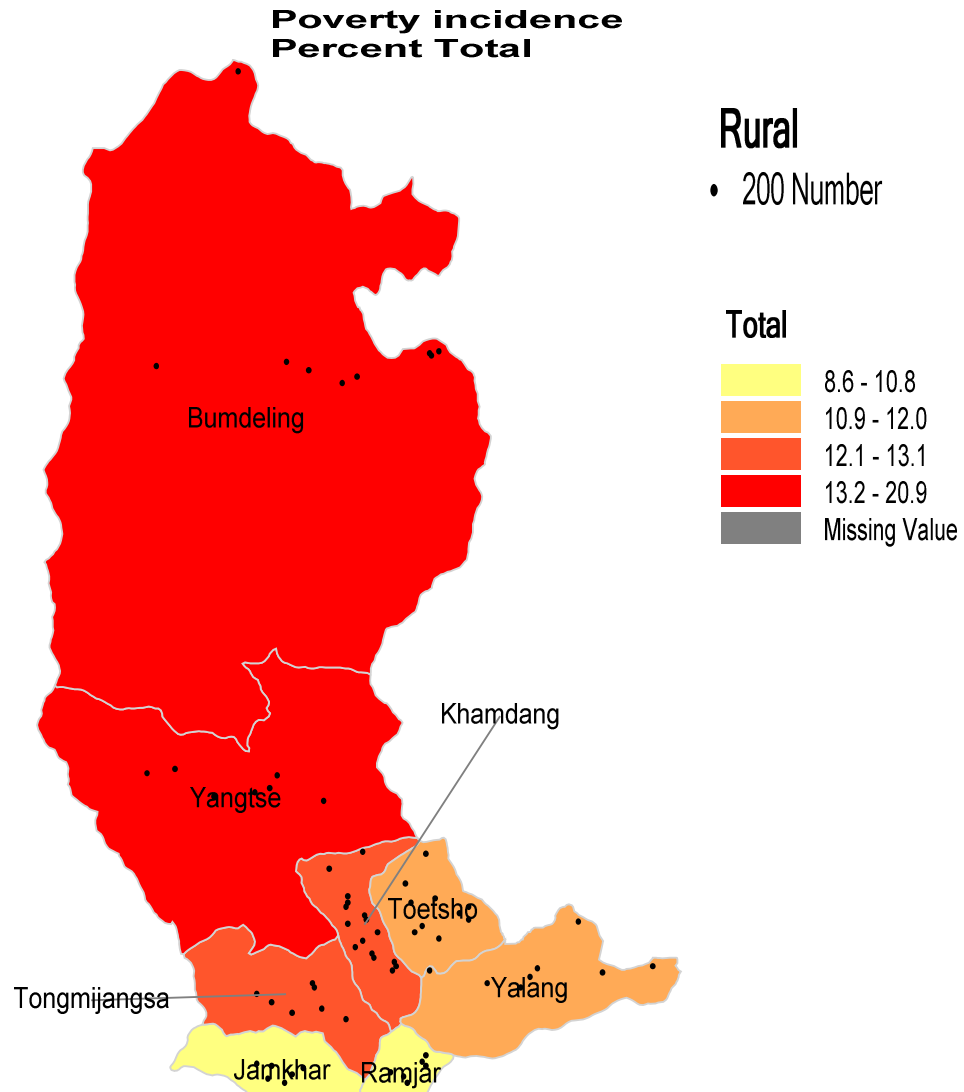 Poverty incidence
Percent Total
Rural
200 Number
Total
8.6 - 10.8
10.9 - 12.0
12.1 - 13.1
13.2 - 20.9
Missing Value
Bumdeling
Khamdang
Yangtse
Toetsho
Yalang
Tongmijangsa
Jamkhar
Ramjar